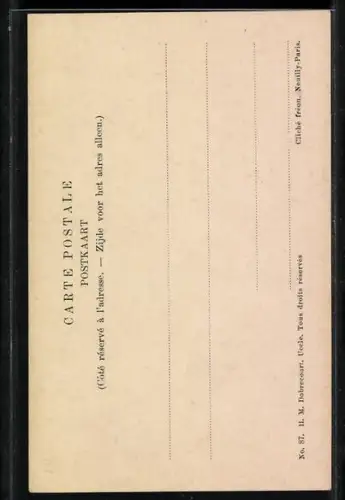 CARTE POSTALE
POSTKAART
(Côté réservé à l'adresse. — Zijde voor het adres alleen.)
No. 87. H. M. Dobrecourt, Uccle. Tous droits réservés
Cliché fréon, Neuilly-Paris.